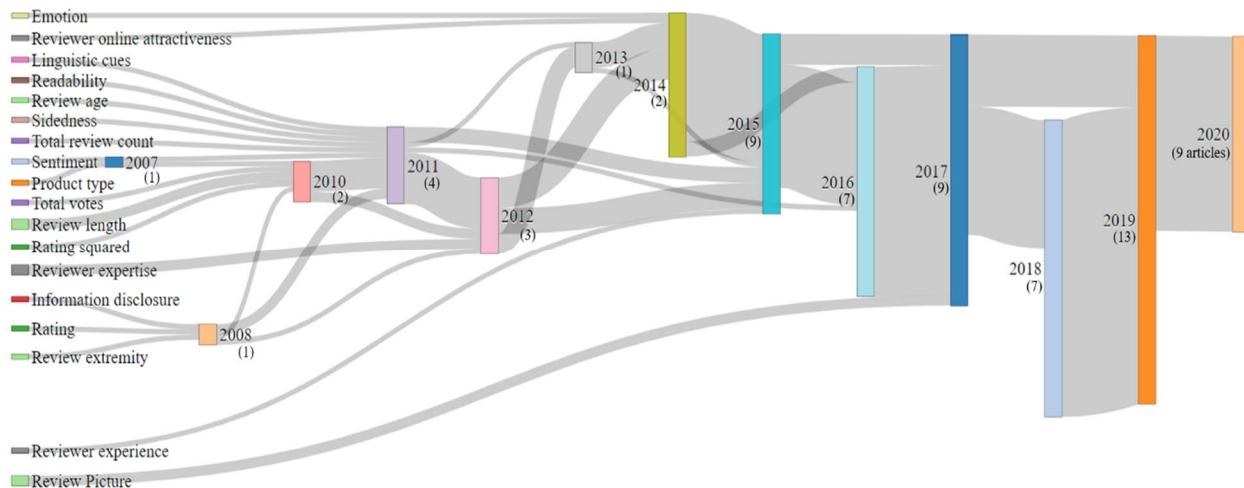 Emotion
Reviewer online attractiveness
Linguistic cues
Readability
Review age
Sidedness
Total review count
Sentiment
Product type
Total votes
Review length
Rating squared
Reviewer expertise
Information disclosure
Rating
Review extremity
Reviewer experience
Review Picture
2007
(1)
2008
(1)
2010
(2)
2011
(4)
2012
(3)
2013
(1)
2014
(2)
2015
(9)
2016
(7)
2017
(9)
2018
(7)
2019
(13)
2020
(9 articles)